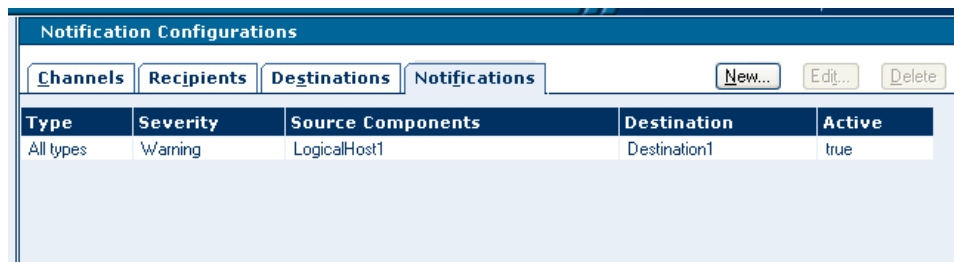 Notification Configurations
Channels Recipients Destinations Notifications New... Edit... Delete
Type Severity Source Components Destination Active
All types Warning LogicalHost1 Destination1 true